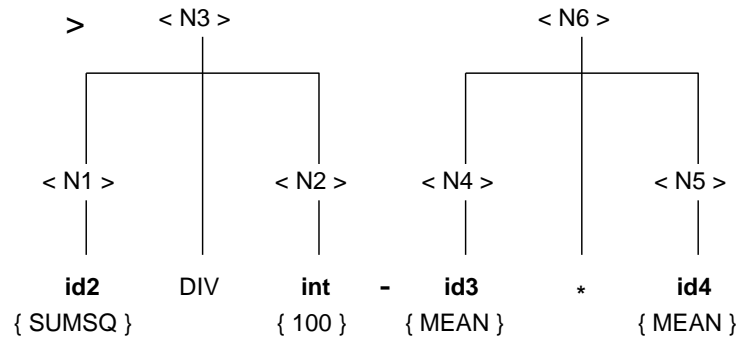 > < N3 > < N6 >
< N1 > < N2 > < N4 > < N5 >
id2 DIV int - id3 * id4
{ SUMSQ } { 100 } { MEAN } { MEAN }